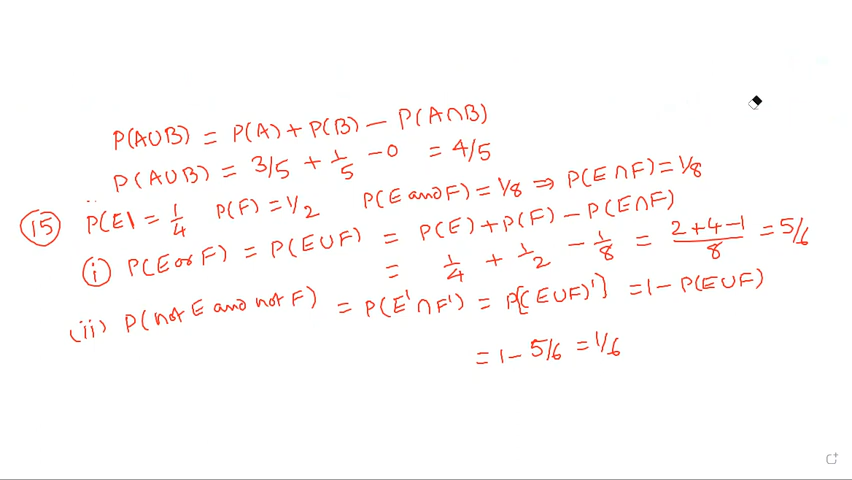 P(A∪B) = P(A) + P(B) − P(A∩B)
P(A∪B) = 3/5 + 1/5 − 0 = 4/5
(15) P(E) = 1/4 P(F) = 1/2 P(E and F) = 1/8 ⇒ P(E∩F) = 1/8
(i) P(E or F) = P(E∪F) = P(E) + P(F) − P(E∩F)
= 1/4 + 1/2 − 1/8 = (2+4−1)/8 = 5/6
(ii) P(not E and not F) = P(E'∩F') = P[(E∪F)'] = 1 − P(E∪F)
= 1 − 5/6 = 1/6